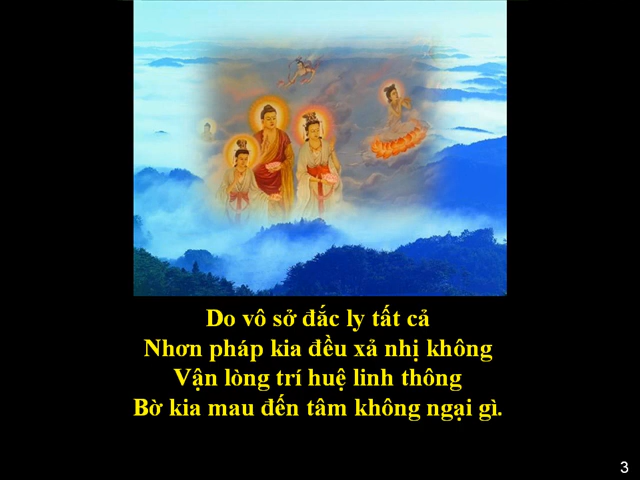 Do vô sở đắc ly tất cả
Nhơn pháp kia đều xả nhị không
Vận lòng trí huệ linh thông
Bờ kia mau đến tâm không ngại gì.
3